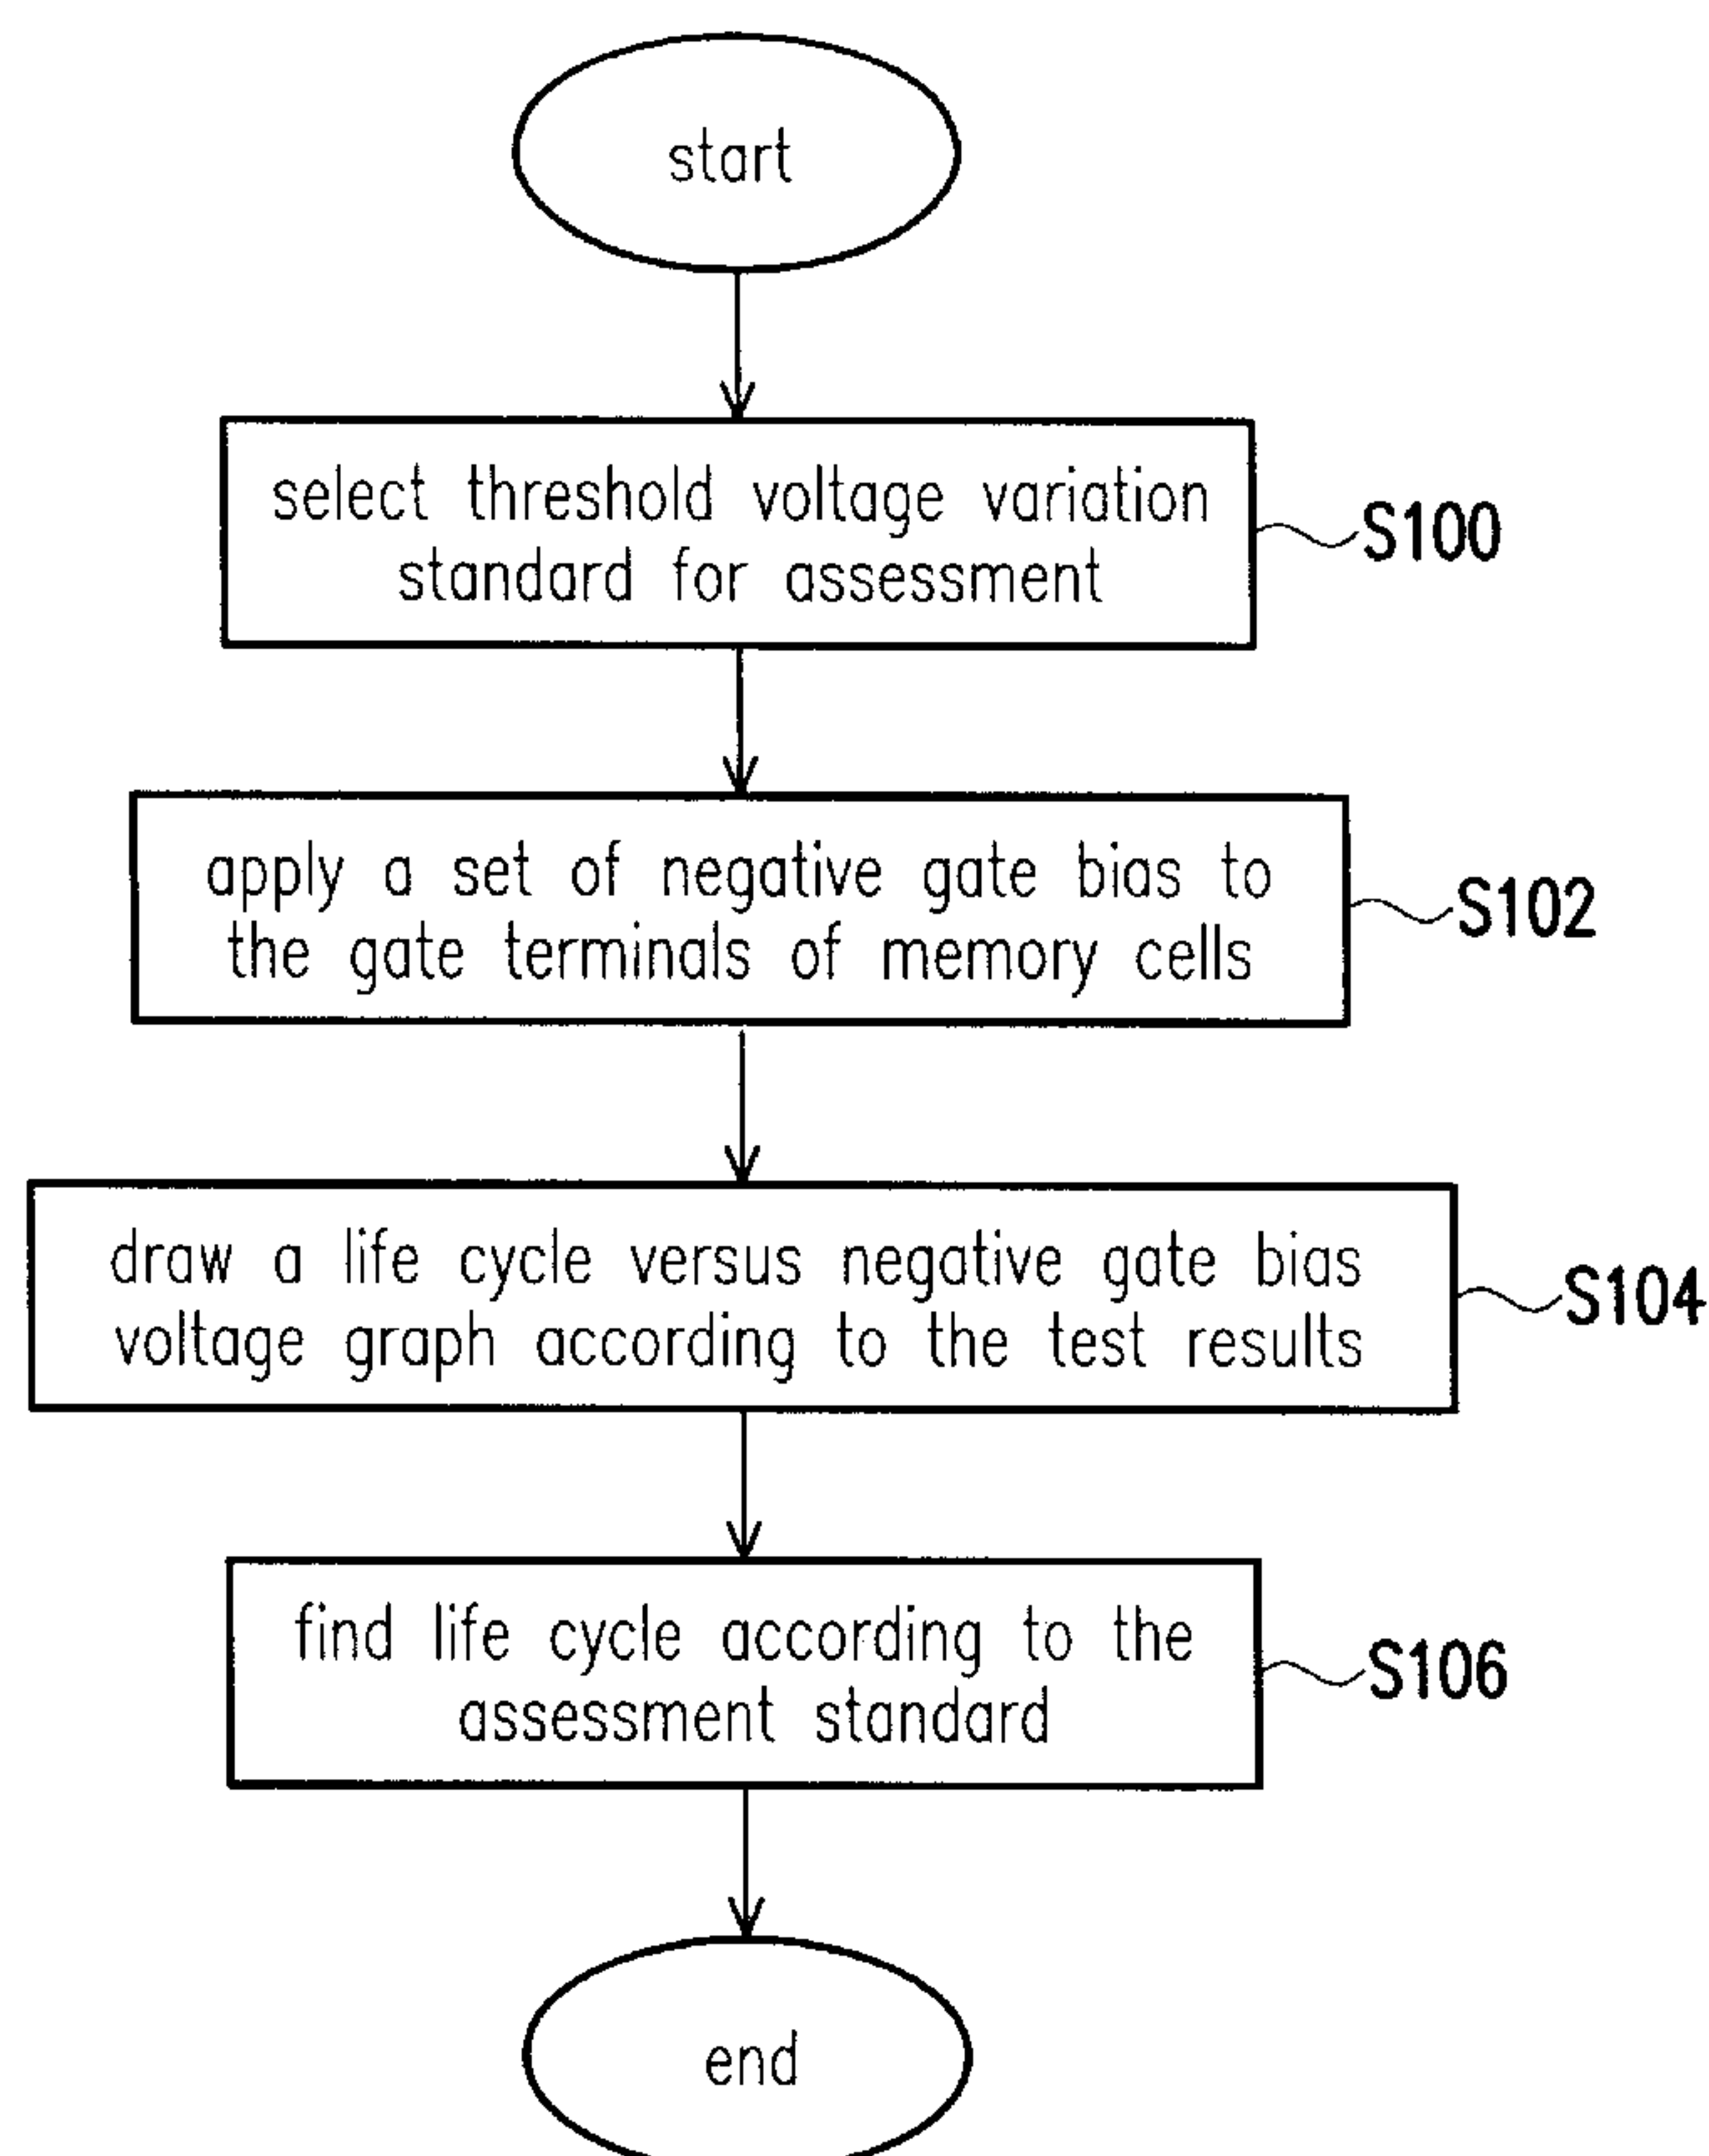 start
select threshold voltage variation
standard for assessment
S100
apply a set of negative gate bias to
the gate terminals of memory cells
S102
draw a life cycle versus negative gate bias
voltage graph according to the test results
S104
find life cycle according to the
assessment standard
S106
end